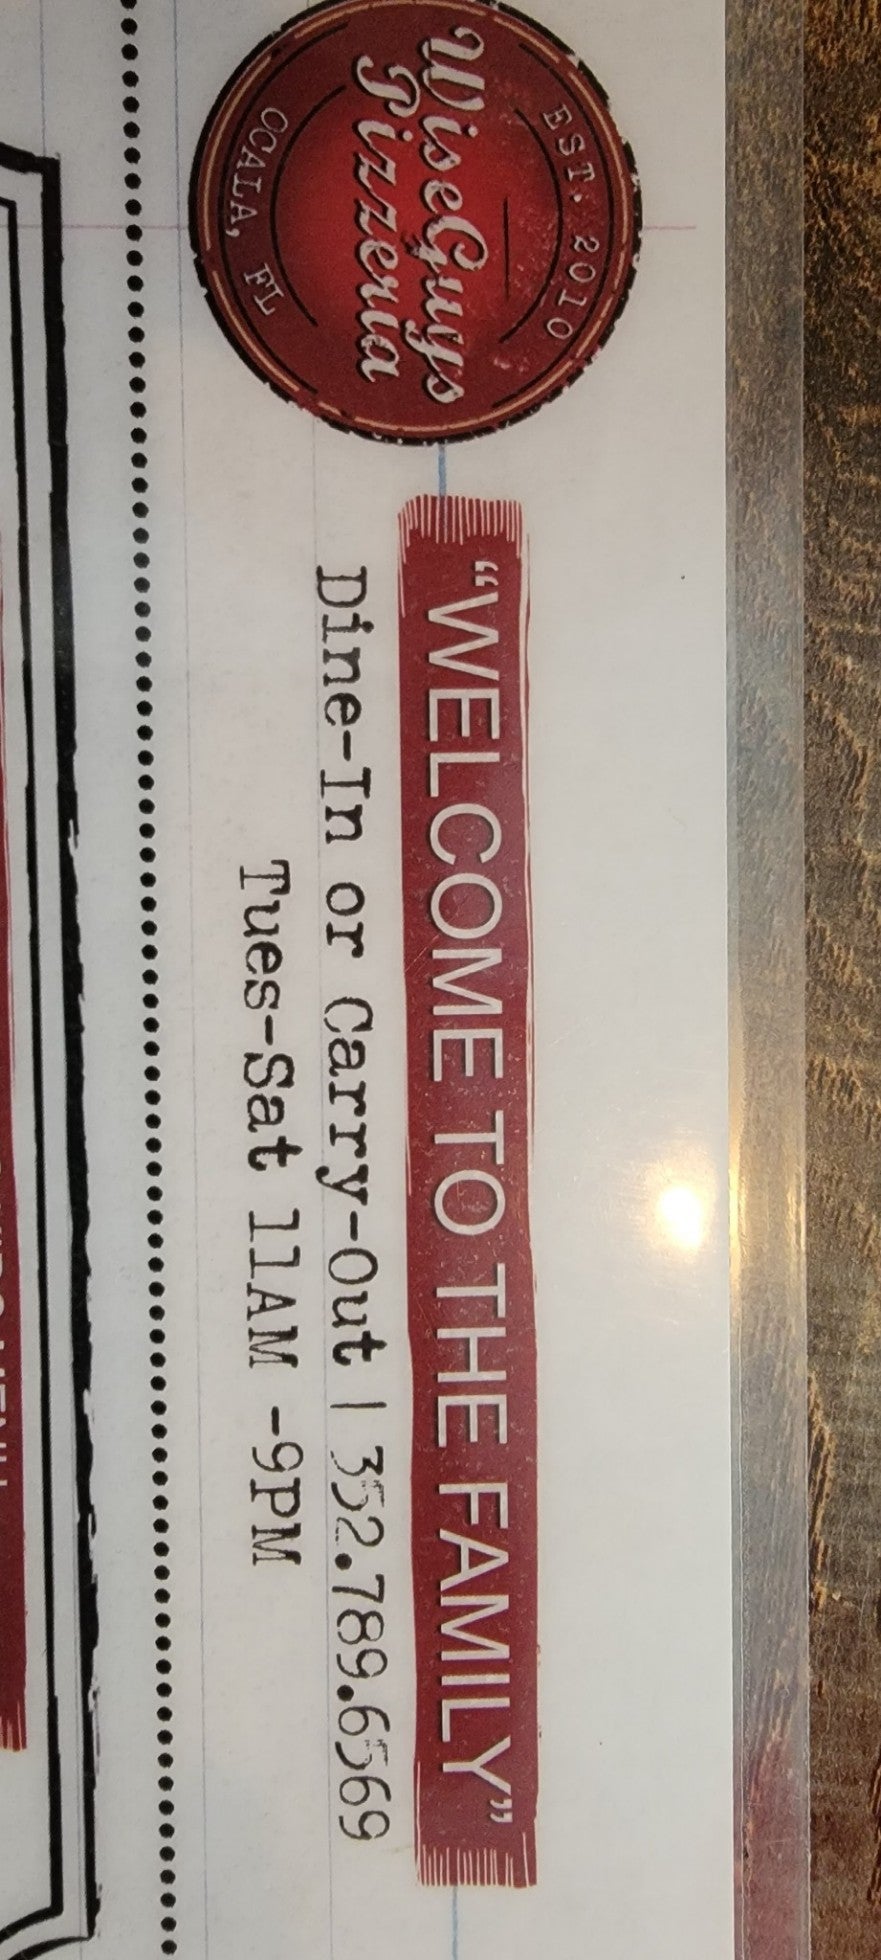 EST. 2010
WiseGuys
Pizzeria
OCALA, FL
“WELCOME TO THE FAMILY”
Dine-In or Carry-Out | 352.789.6569
Tues-Sat 11AM -9PM